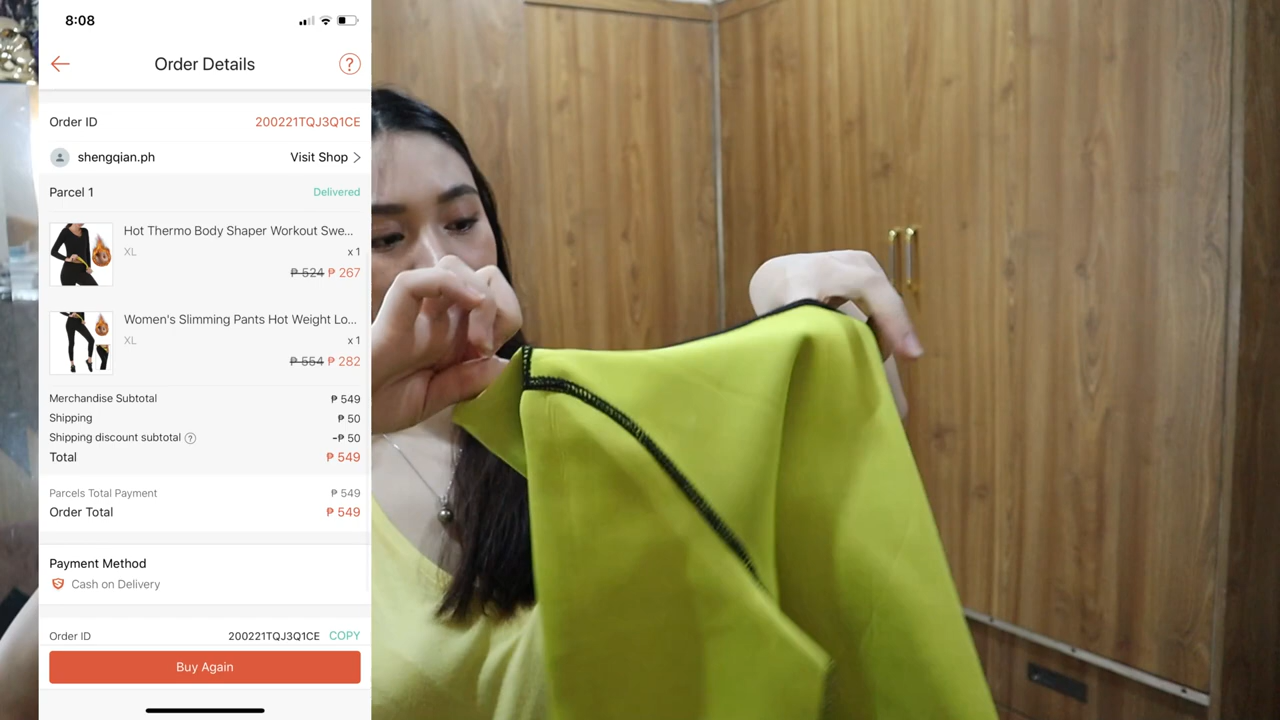 8:08
Order Details
?
Order ID 200221TQJ3Q1CE
shengqian.ph Visit Shop >
Parcel 1 Delivered
Hot Thermo Body Shaper Workout Swe...
XL x 1
₱ 524 ₱ 267
Women's Slimming Pants Hot Weight Lo...
XL x 1
₱ 554 ₱ 282
Merchandise Subtotal ₱ 549
Shipping ₱ 50
Shipping discount subtotal ? -₱ 50
Total ₱ 549
Parcels Total Payment ₱ 549
Order Total ₱ 549
Payment Method
Cash on Delivery
Order ID 200221TQJ3Q1CE COPY
Buy Again